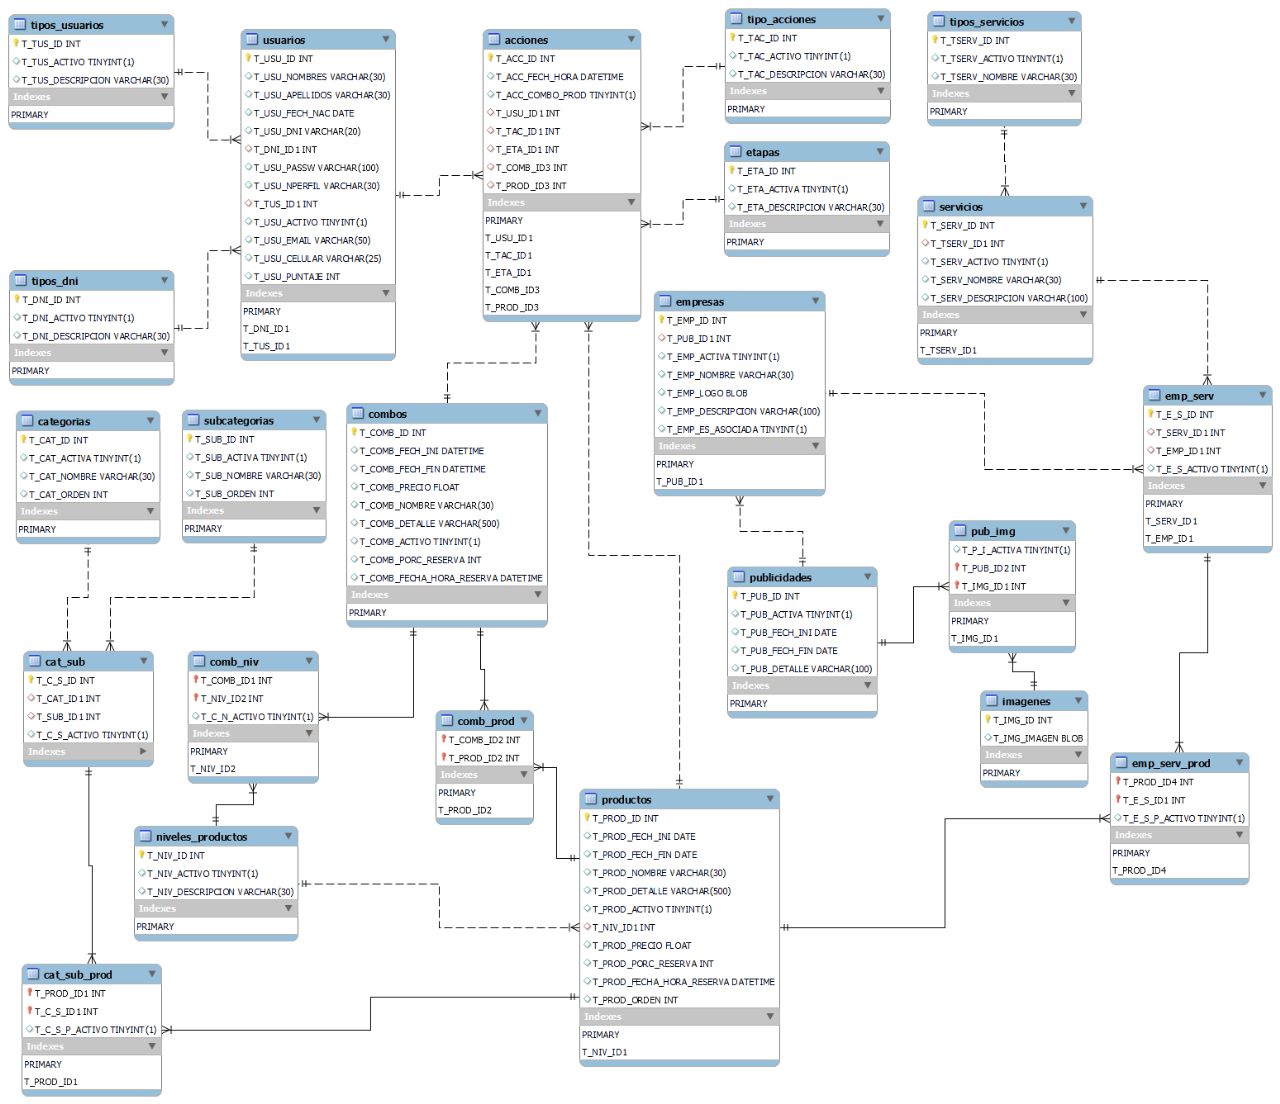 tipos_usuarios
T_TUS_ID INT
T_TUS_ACTIVO TINYINT(1)
T_TUS_DESCRIPCION VARCHAR(30)
Indexes
PRIMARY
usuarios
T_USU_ID INT
T_USU_NOMBRES VARCHAR(30)
T_USU_APELLIDOS VARCHAR(30)
T_USU_FECH_NAC DATE
T_USU_DNI VARCHAR(20)
T_DNI_ID1 INT
T_USU_PASSW VARCHAR(100)
T_USU_NPERFIL VARCHAR(30)
T_TUS_ID1 INT
T_USU_ACTIVO TINYINT(1)
T_USU_EMAIL VARCHAR(50)
T_USU_CELULAR VARCHAR(25)
T_USU_PUNTAJE INT
Indexes
PRIMARY
T_DNI_ID1
T_TUS_ID1
acciones
T_ACC_ID INT
T_ACC_FECH_HORA DATETIME
T_ACC_COMBO_PROD TINYINT(1)
T_USU_ID1 INT
T_TAC_ID1 INT
T_ETA_ID1 INT
T_COMB_ID3 INT
T_PROD_ID3 INT
Indexes
PRIMARY
T_USU_ID1
T_TAC_ID1
T_ETA_ID1
T_COMB_ID3
T_PROD_ID3
tipo_acciones
T_TAC_ID INT
T_TAC_ACTIVO TINYINT(1)
T_TAC_DESCRIPCION VARCHAR(30)
Indexes
PRIMARY
tipos_servicios
T_TSERV_ID INT
T_TSERV_ACTIVO TINYINT(1)
T_TSERV_NOMBRE VARCHAR(30)
Indexes
PRIMARY
etapas
T_ETA_ID INT
T_ETA_ACTIVA TINYINT(1)
T_ETA_DESCRIPCION VARCHAR(30)
Indexes
PRIMARY
servicios
T_SERV_ID INT
T_TSERV_ID1 INT
T_SERV_ACTIVO TINYINT(1)
T_SERV_NOMBRE VARCHAR(30)
T_SERV_DESCRIPCION VARCHAR(100)
Indexes
PRIMARY
T_TSERV_ID1
tipos_dni
T_DNI_ID INT
T_DNI_ACTIVO TINYINT(1)
T_DNI_DESCRIPCION VARCHAR(30)
Indexes
PRIMARY
empresas
T_EMP_ID INT
T_PUB_ID1 INT
T_EMP_ACTIVA TINYINT(1)
T_EMP_NOMBRE VARCHAR(30)
T_EMP_LOGO BLOB
T_EMP_DESCRIPCION VARCHAR(100)
T_EMP_ES_ASOCIADA TINYINT(1)
Indexes
PRIMARY
T_PUB_ID1
emp_serv
T_E_S_ID INT
T_SERV_ID1 INT
T_EMP_ID1 INT
T_E_S_ACTIVO TINYINT(1)
Indexes
PRIMARY
T_SERV_ID1
T_EMP_ID1
categorias
T_CAT_ID INT
T_CAT_ACTIVA TINYINT(1)
T_CAT_NOMBRE VARCHAR(30)
T_CAT_ORDEN INT
Indexes
PRIMARY
subcategorias
T_SUB_ID INT
T_SUB_ACTIVA TINYINT(1)
T_SUB_NOMBRE VARCHAR(30)
T_SUB_ORDEN INT
Indexes
PRIMARY
combos
T_COMB_ID INT
T_COMB_FECH_INI DATETIME
T_COMB_FECH_FIN DATETIME
T_COMB_PRECIO FLOAT
T_COMB_NOMBRE VARCHAR(30)
T_COMB_DETALLE VARCHAR(500)
T_COMB_ACTIVO TINYINT(1)
T_COMB_PORC_RESERVA INT
T_COMB_FECHA_HORA_RESERVA DATETIME
Indexes
PRIMARY
publicidades
T_PUB_ID INT
T_PUB_ACTIVA TINYINT(1)
T_PUB_FECH_INI DATE
T_PUB_FECH_FIN DATE
T_PUB_DETALLE VARCHAR(100)
Indexes
PRIMARY
pub_img
T_P_I_ACTIVA TINYINT(1)
T_PUB_ID2 INT
T_IMG_ID1 INT
Indexes
PRIMARY
T_IMG_ID1
cat_sub
T_C_S_ID INT
T_CAT_ID1 INT
T_SUB_ID1 INT
T_C_S_ACTIVO TINYINT(1)
Indexes
comb_niv
T_COMB_ID1 INT
T_NIV_ID2 INT
T_C_N_ACTIVO TINYINT(1)
Indexes
PRIMARY
T_NIV_ID2
comb_prod
T_COMB_ID2 INT
T_PROD_ID2 INT
Indexes
PRIMARY
T_PROD_ID2
imagenes
T_IMG_ID INT
T_IMG_IMAGEN BLOB
Indexes
PRIMARY
emp_serv_prod
T_PROD_ID4 INT
T_E_S_ID1 INT
T_E_S_P_ACTIVO TINYINT(1)
Indexes
PRIMARY
T_PROD_ID4
niveles_productos
T_NIV_ID INT
T_NIV_ACTIVO TINYINT(1)
T_NIV_DESCRIPCION VARCHAR(30)
Indexes
PRIMARY
productos
T_PROD_ID INT
T_PROD_FECH_INI DATE
T_PROD_FECH_FIN DATE
T_PROD_NOMBRE VARCHAR(30)
T_PROD_DETALLE VARCHAR(500)
T_PROD_ACTIVO TINYINT(1)
T_NIV_ID1 INT
T_PROD_PRECIO FLOAT
T_PROD_PORC_RESERVA INT
T_PROD_FECHA_HORA_RESERVA DATETIME
T_PROD_ORDEN INT
Indexes
PRIMARY
T_NIV_ID1
cat_sub_prod
T_PROD_ID1 INT
T_C_S_ID1 INT
T_C_S_P_ACTIVO TINYINT(1)
Indexes
PRIMARY
T_PROD_ID1